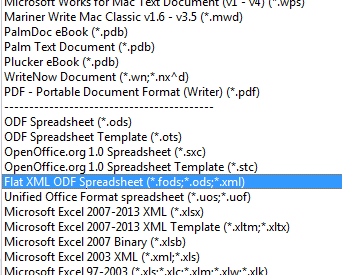 Microsoft Works for Mac Text Document (v1 - v4) (*.wps)
Mariner Write Mac Classic v1.6 - v3.5 (*.mwd)
PalmDoc eBook (*.pdb)
Palm Text Document (*.pdb)
Plucker eBook (*.pdb)
WriteNow Document (*.wn;*.nx^d)
PDF - Portable Document Format (Writer) (*.pdf)
------------------------------------------
ODF Spreadsheet (*.ods)
ODF Spreadsheet Template (*.ots)
OpenOffice.org 1.0 Spreadsheet (*.sxc)
OpenOffice.org 1.0 Spreadsheet Template (*.stc)
Flat XML ODF Spreadsheet (*.fods;*.ods;*.xml)
Unified Office Format spreadsheet (*.uos;*.uof)
Microsoft Excel 2007-2013 XML (*.xlsx)
Microsoft Excel 2007-2013 XML Template (*.xltm;*.xltx)
Microsoft Excel 2007 Binary (*.xlsb)
Microsoft Excel 2003 XML (*.xml;*.xls)
Microsoft Excel 97-2003 (*.xls;*.xlc;*.xlm;*.xlw;*.xlk)